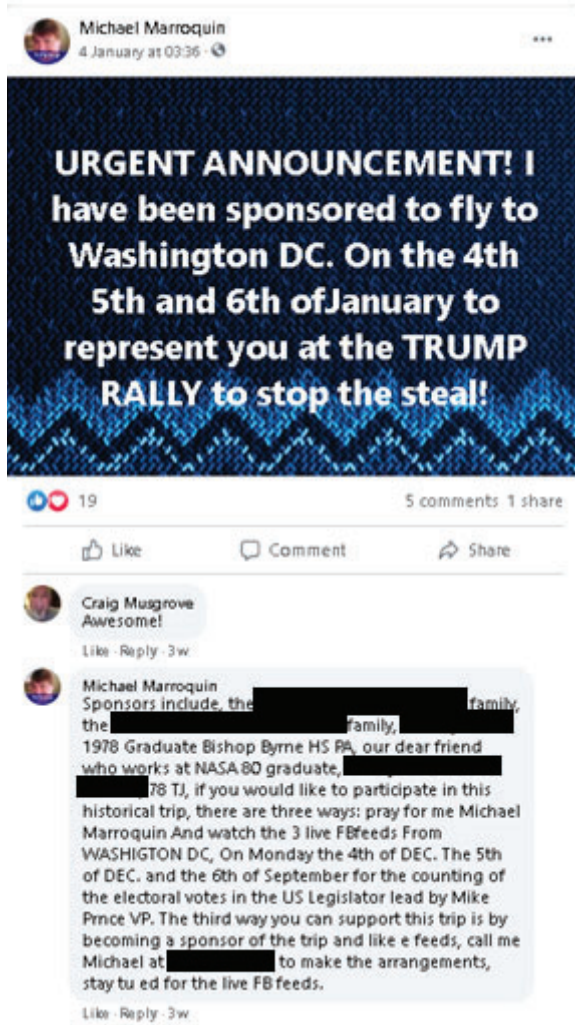 Michael Marroquin
4 January at 03:36
URGENT ANNOUNCEMENT! I
have been sponsored to fly to
Washington DC. On the 4th
5th and 6th ofJanuary to
represent you at the TRUMP
RALLY to stop the steal!
19 5 comments 1 share
Like Comment Share
Craig Musgrove
Awesome!
Like · Reply · 3w
Michael Marroquin
Sponsors include, the family,
the family,
1978 Graduate Bishop Byrne HS PA, our dear friend
who works at NASA 80 graduate,
78 TJ, if you would like to participate in this
historical trip, there are three ways: pray for me Michael
Marroquin And watch the 3 live FBfeeds From
WASHIGTON DC, On Monday the 4th of DEC. The 5th
of DEC. and the 6th of September for the counting of
the electoral votes in the US Legislator lead by Mike
Prnce VP. The third way you can support this trip is by
becoming a sponsor of the trip and like e feeds, call me
Michael at to make the arrangements,
stay tu ed for the live FB feeds.
Like · Reply · 3w